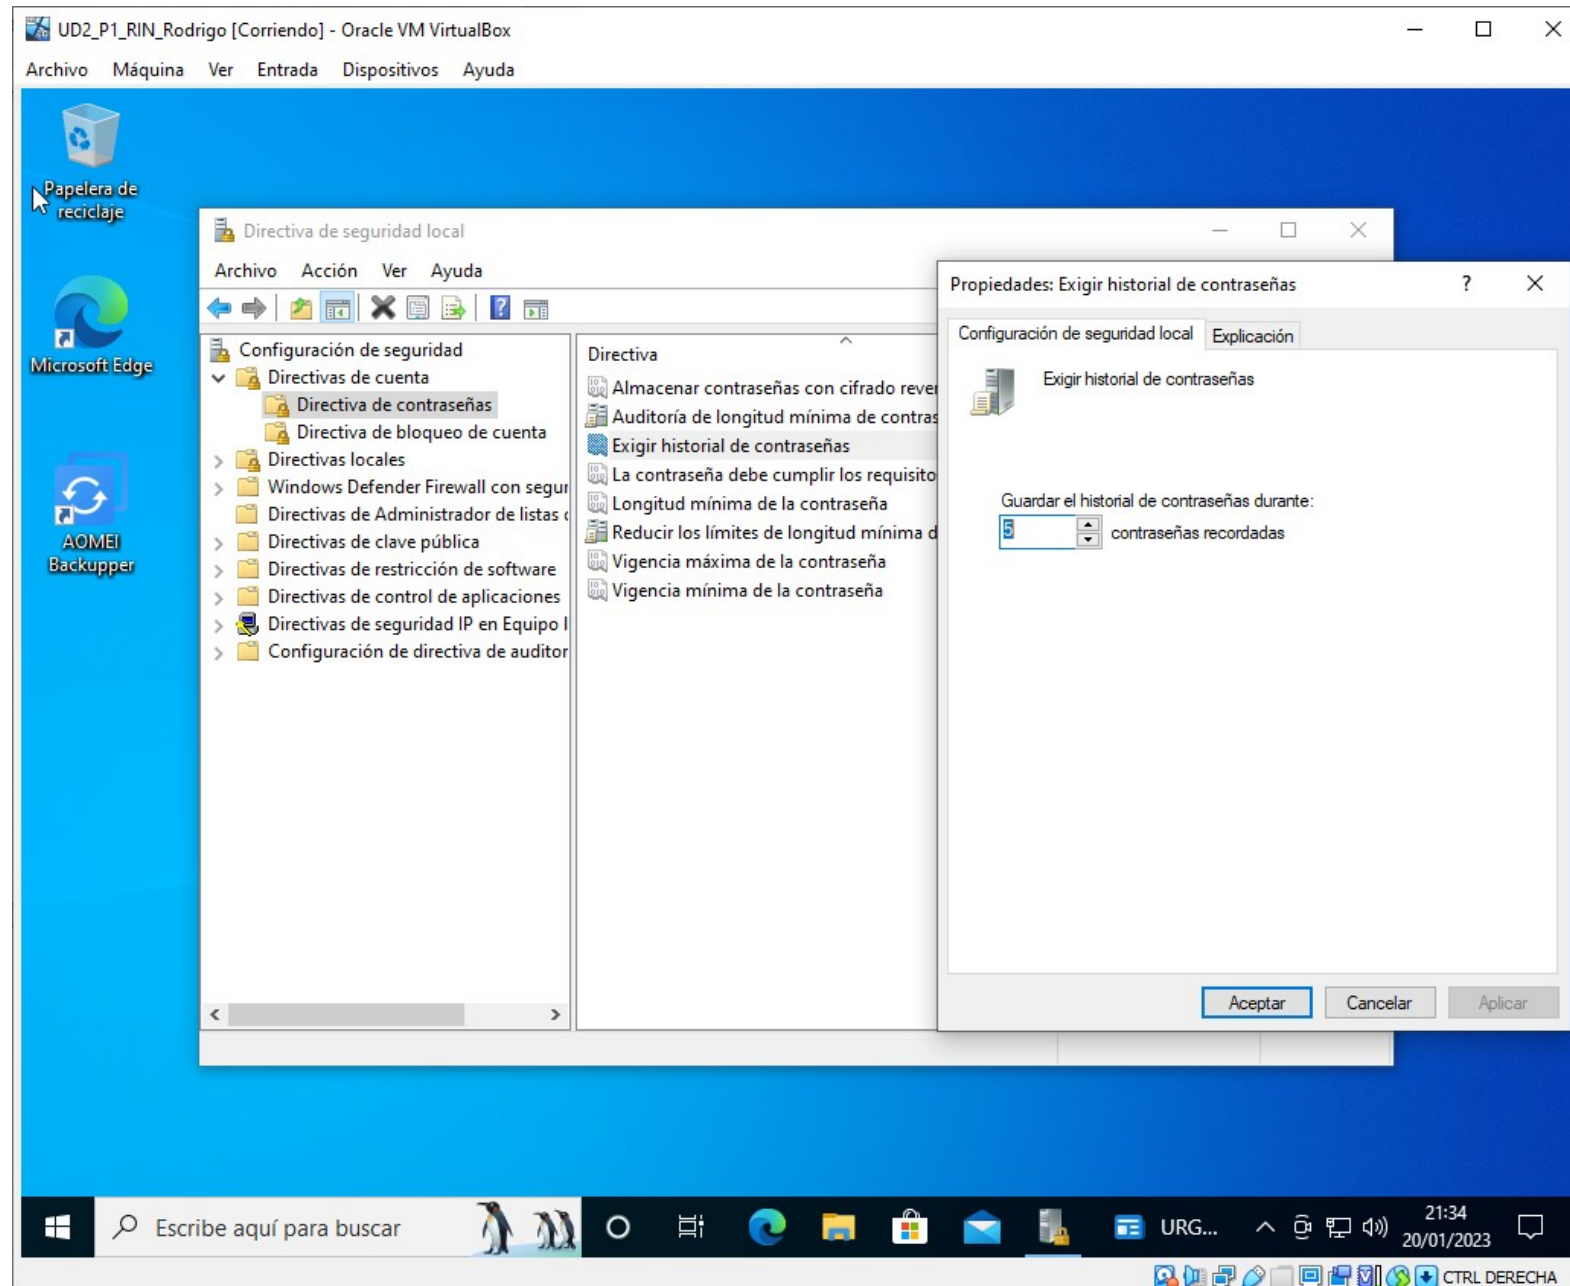 UD2_P1_RIN_Rodrigo [Corriendo] - Oracle VM VirtualBox
Archivo Máquina Ver Entrada Dispositivos Ayuda
Papelera de
reciclaje
Microsoft Edge
AOMEI
Backupper
Directiva de seguridad local
Archivo Acción Ver Ayuda
Configuración de seguridad
Directivas de cuenta
Directiva de contraseñas
Directiva de bloqueo de cuenta
Directivas locales
Windows Defender Firewall con segur
Directivas de Administrador de listas
Directivas de clave pública
Directivas de restricción de software
Directivas de control de aplicaciones
Directivas de seguridad IP en Equipo l
Configuración de directiva de auditor
Directiva
Almacenar contraseñas con cifrado rever
Auditoría de longitud mínima de contras
Exigir historial de contraseñas
La contraseña debe cumplir los requisito
Longitud mínima de la contraseña
Reducir los límites de longitud mínima d
Vigencia máxima de la contraseña
Vigencia mínima de la contraseña
Propiedades: Exigir historial de contraseñas
Configuración de seguridad local Explicación
Exigir historial de contraseñas
Guardar el historial de contraseñas durante:
5 contraseñas recordadas
Aceptar Cancelar Aplicar
Escribe aquí para buscar
URG...
21:34
20/01/2023
CTRL DERECHA